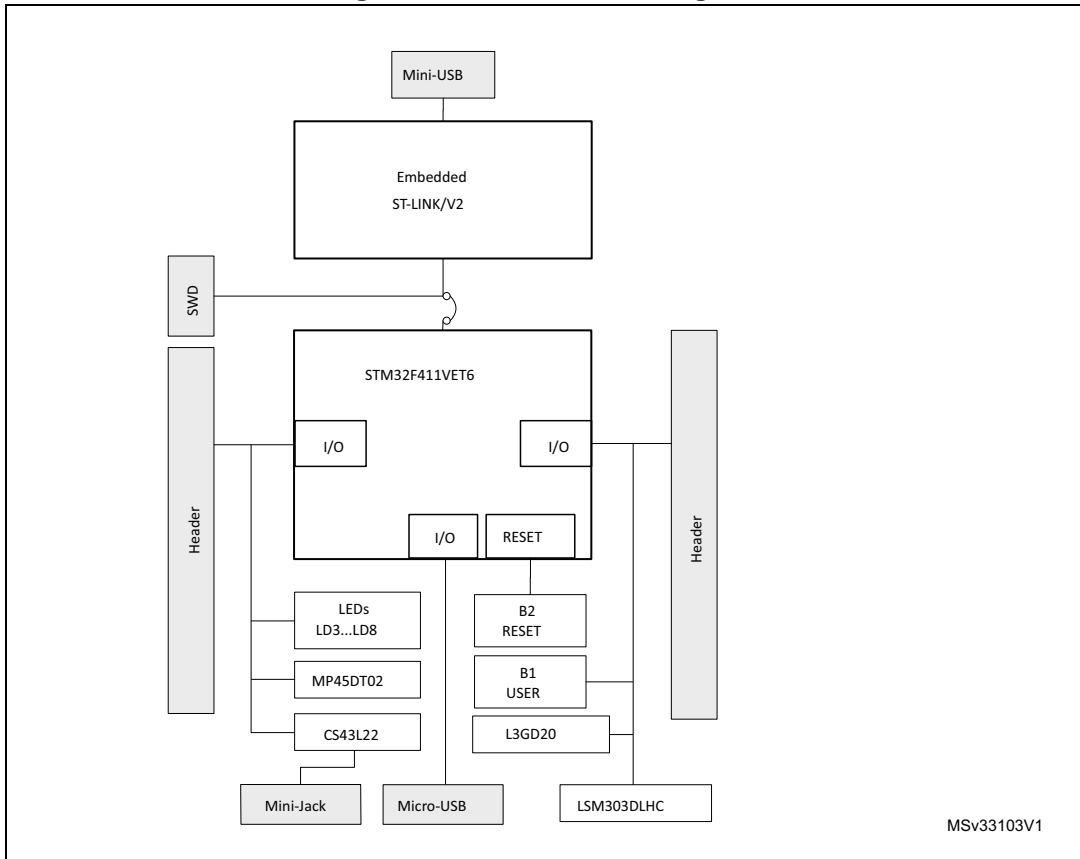 Mini-USB
Embedded
ST-LINK/V2
SWD
STM32F411VET6
I/O
I/O
Header
Header
I/O
RESET
LEDs
LD3...LD8
B2
RESET
MP45DT02
B1
USER
CS43L22
L3GD20
Mini-Jack
Micro-USB
LSM303DLHC
MSv33103V1